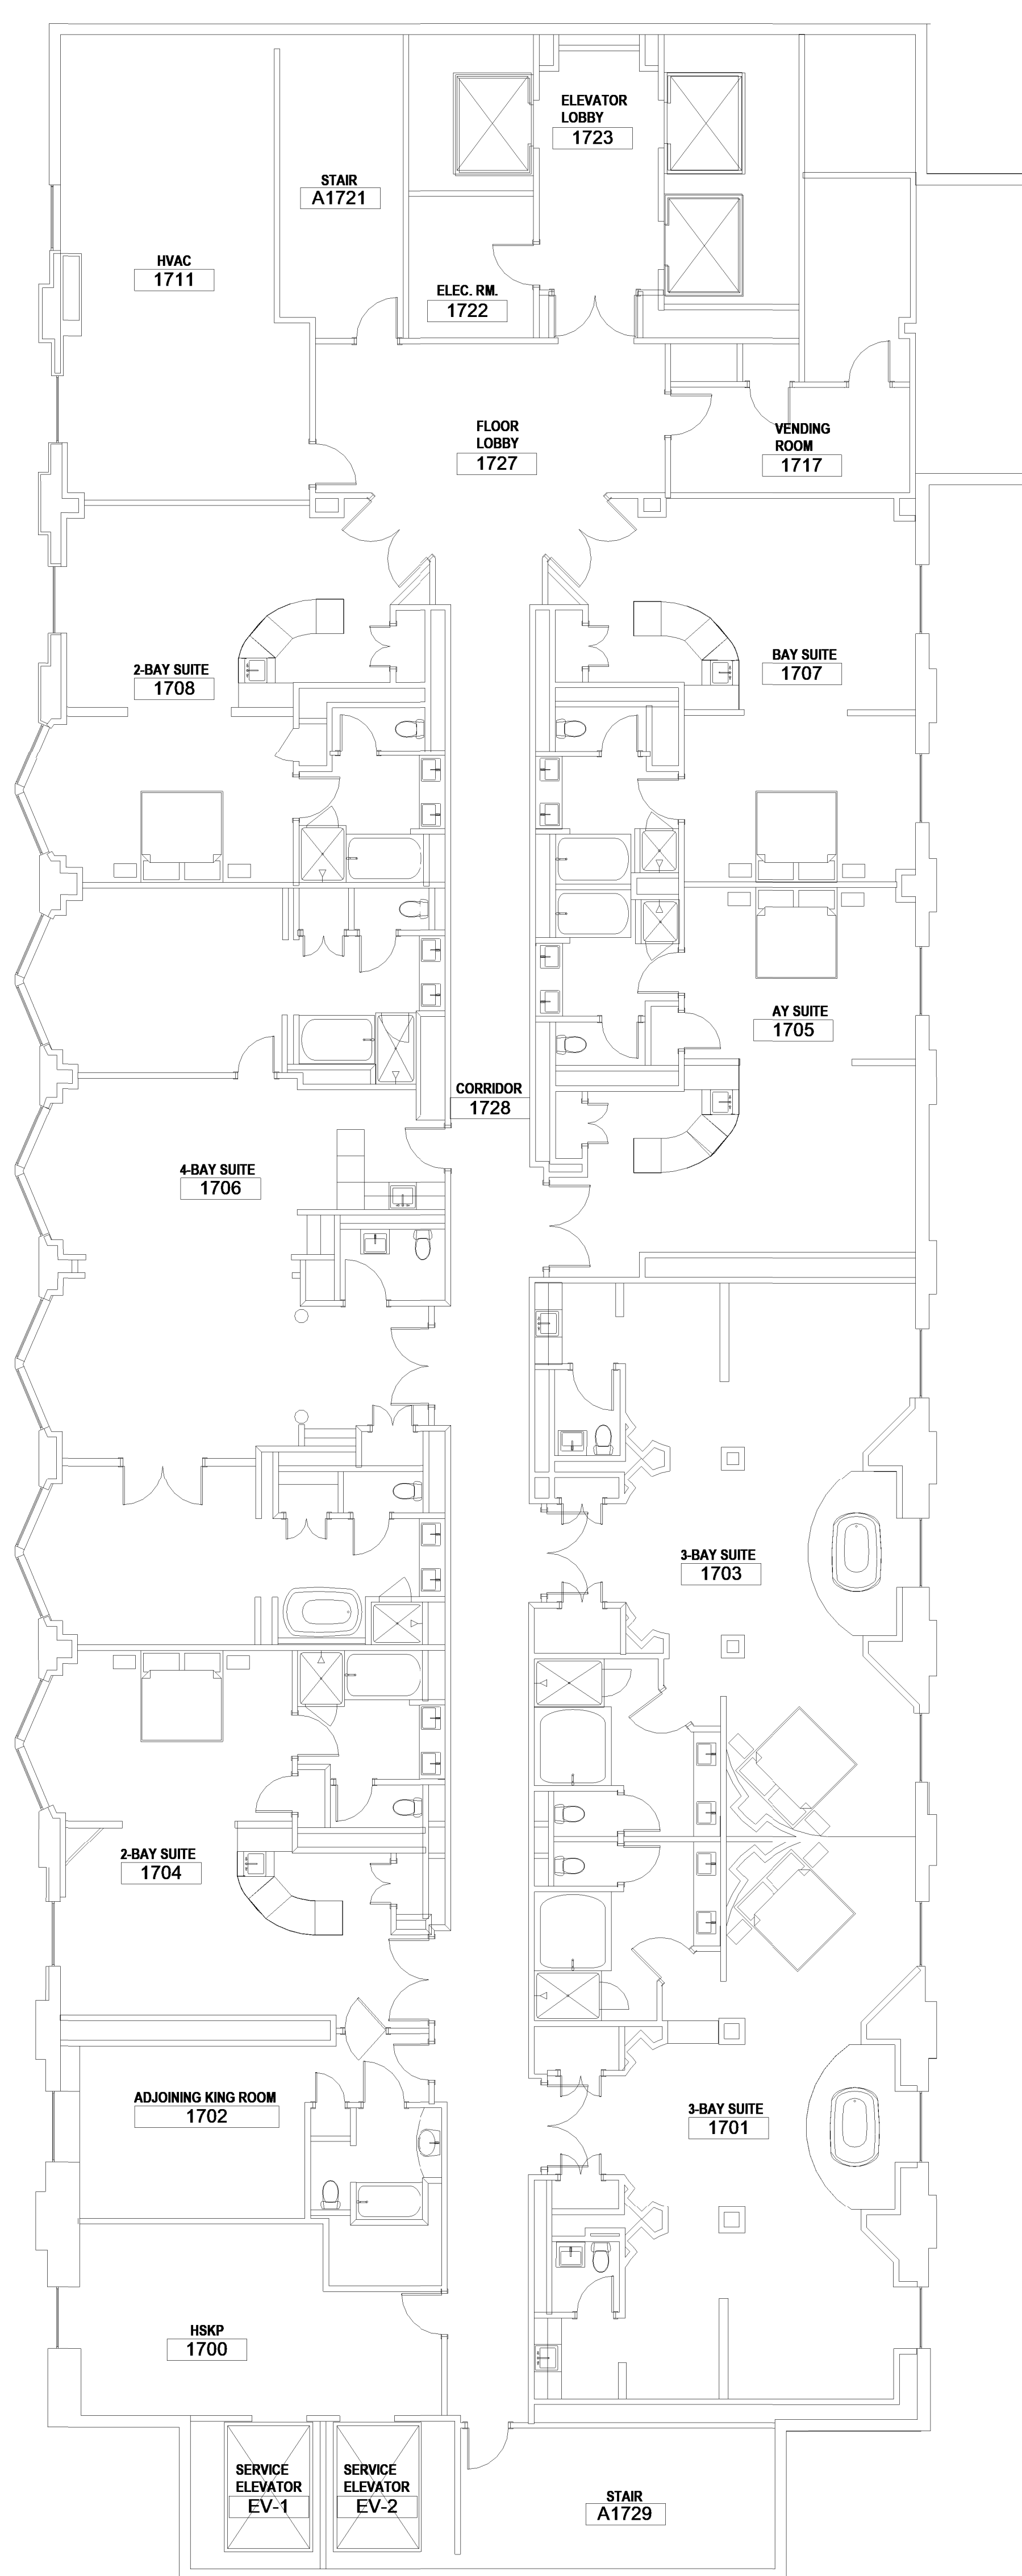 ELEVATOR
LOBBY
1723
STAIR
A1721
HVAC
1711
ELEC. RM.
1722
FLOOR
LOBBY
1727
VENDING
ROOM
1717
2-BAY SUITE
1708
BAY SUITE
1707
AY SUITE
1705
CORRIDOR
1728
4-BAY SUITE
1706
3-BAY SUITE
1703
2-BAY SUITE
1704
ADJOINING KING ROOM
1702
3-BAY SUITE
1701
HSKP
1700
SERVICE
ELEVATOR
EV-1
SERVICE
ELEVATOR
EV-2
STAIR
A1729